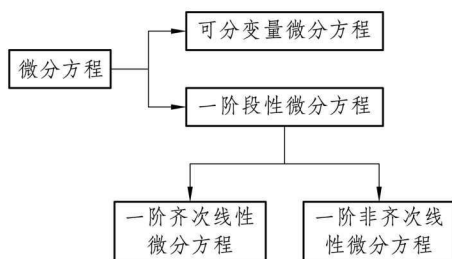 可分变量微分方程
微分方程
一阶段性微分方程
一阶齐次线性
微分方程
一阶非齐次线
性微分方程